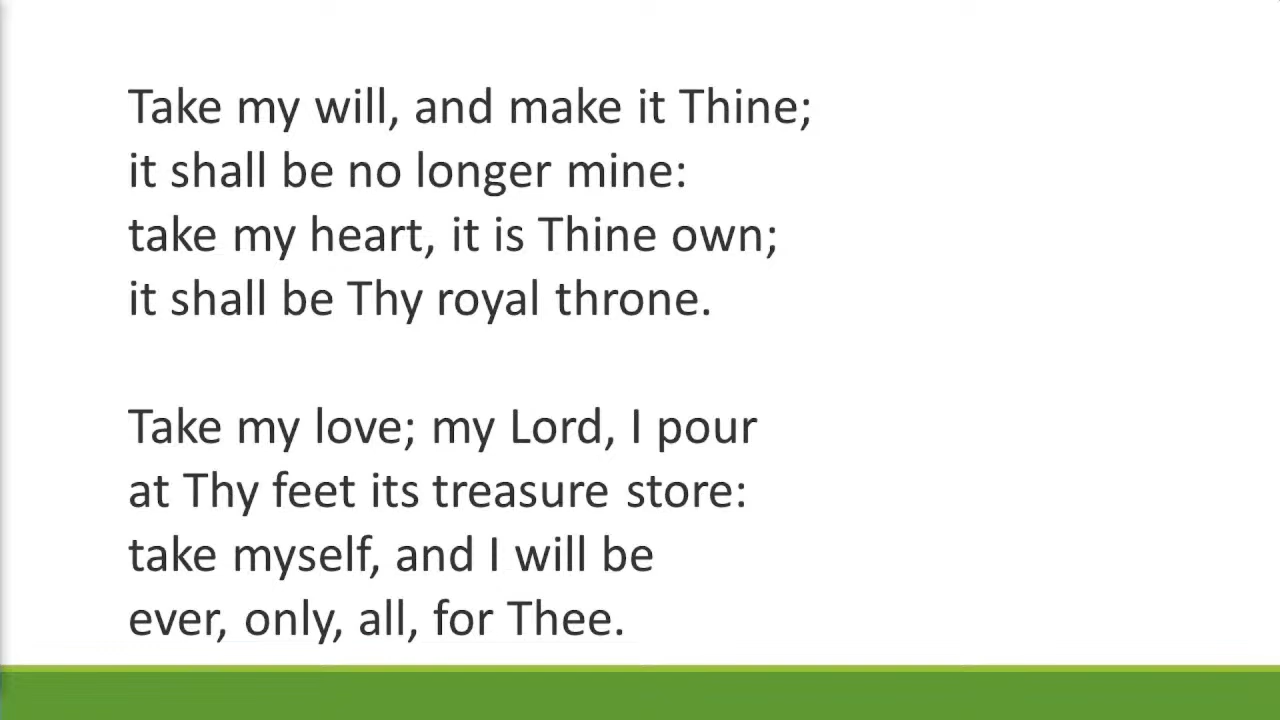 Take my will, and make it Thine;
it shall be no longer mine:
take my heart, it is Thine own;
it shall be Thy royal throne.
Take my love; my Lord, I pour
at Thy feet its treasure store:
take myself, and I will be
ever, only, all, for Thee.